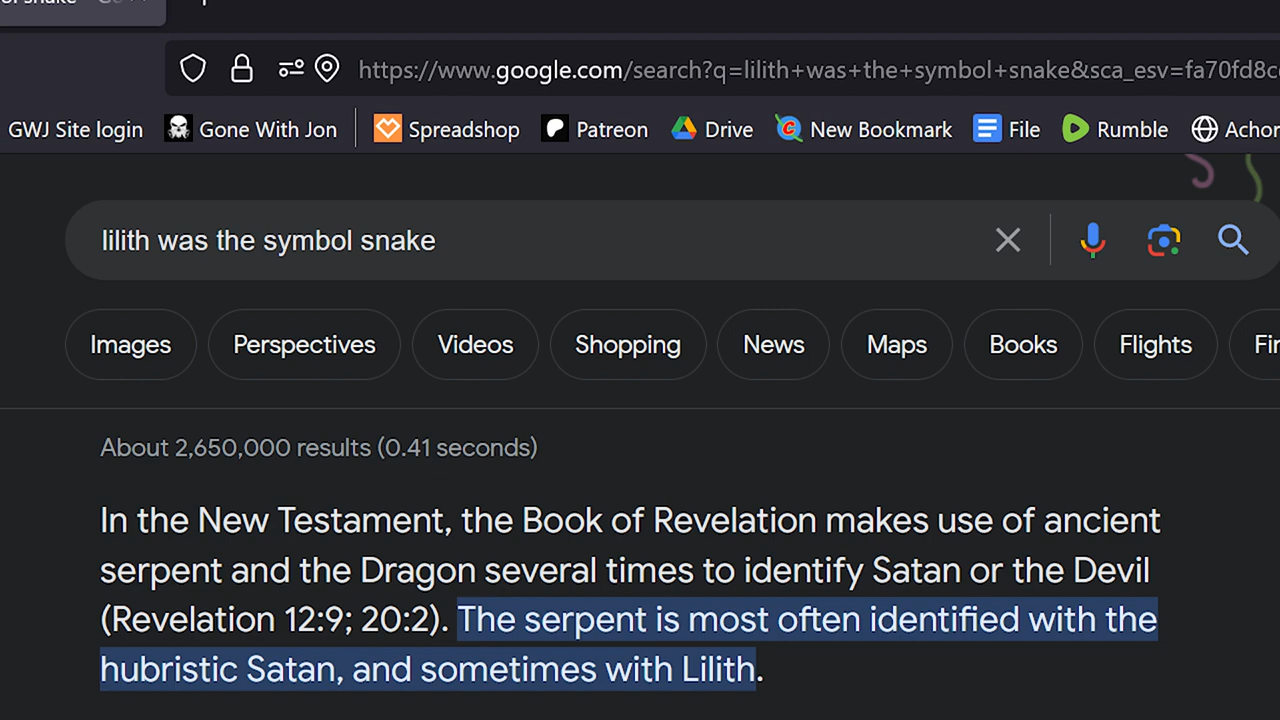 https://www.google.com/search?q=lilith+was+the+symbol+snake&sca_esv=fa70fd8c
GWJ Site login Gone With Jon Spreadshop Patreon Drive New Bookmark File Rumble Achor
lilith was the symbol snake
Images Perspectives Videos Shopping News Maps Books Flights
About 2,650,000 results (0.41 seconds)
In the New Testament, the Book of Revelation makes use of ancient
serpent and the Dragon several times to identify Satan or the Devil
(Revelation 12:9; 20:2). The serpent is most often identified with the
hubristic Satan, and sometimes with Lilith.